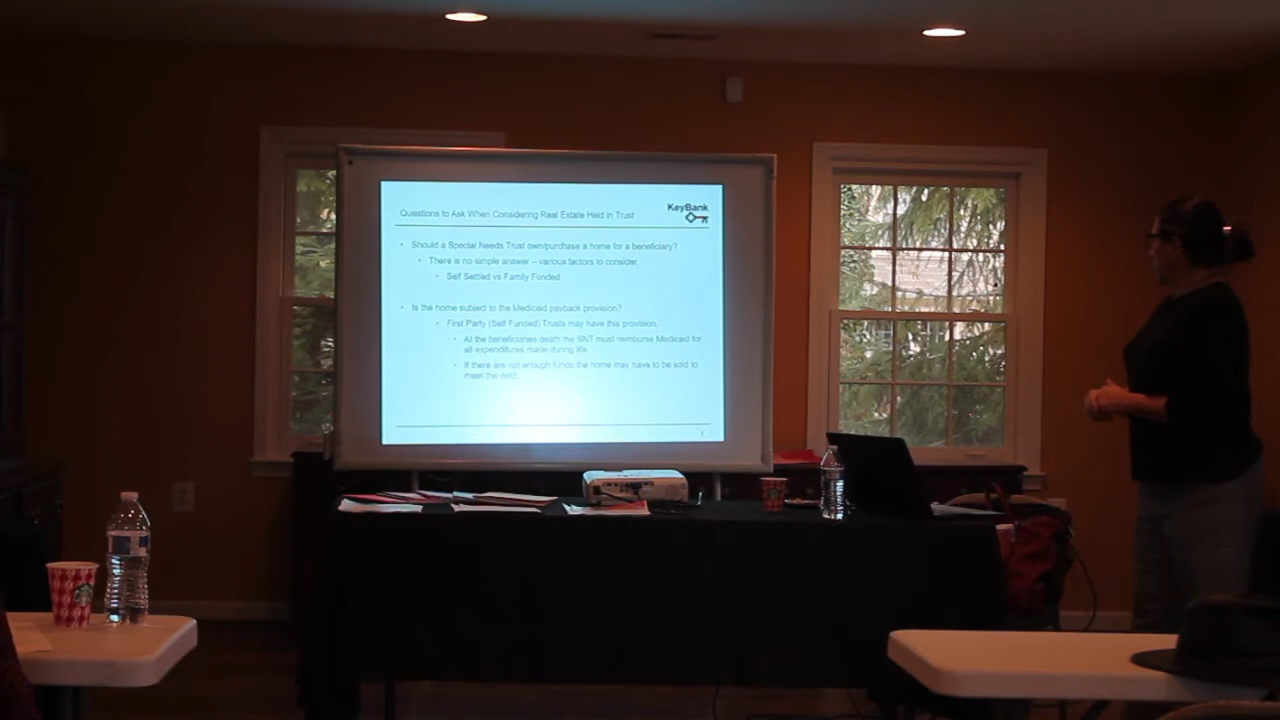 KeyBank
Questions to Ask When Considering Real Estate Held in Trust
• Should a Special Needs Trust own/purchase a home for a beneficiary?
• There is no simple answer – various factors to consider.
• Self Settled vs Family Funded
• Is the home subject to the Medicaid payback provision?
• First Party (Self Funded) Trusts may have this provision.
• At the beneficiaries death the SNT must reimburse Medicaid for
all expenditures made during life.
• If there are not enough funds the home may have to be sold to
meet the debt.